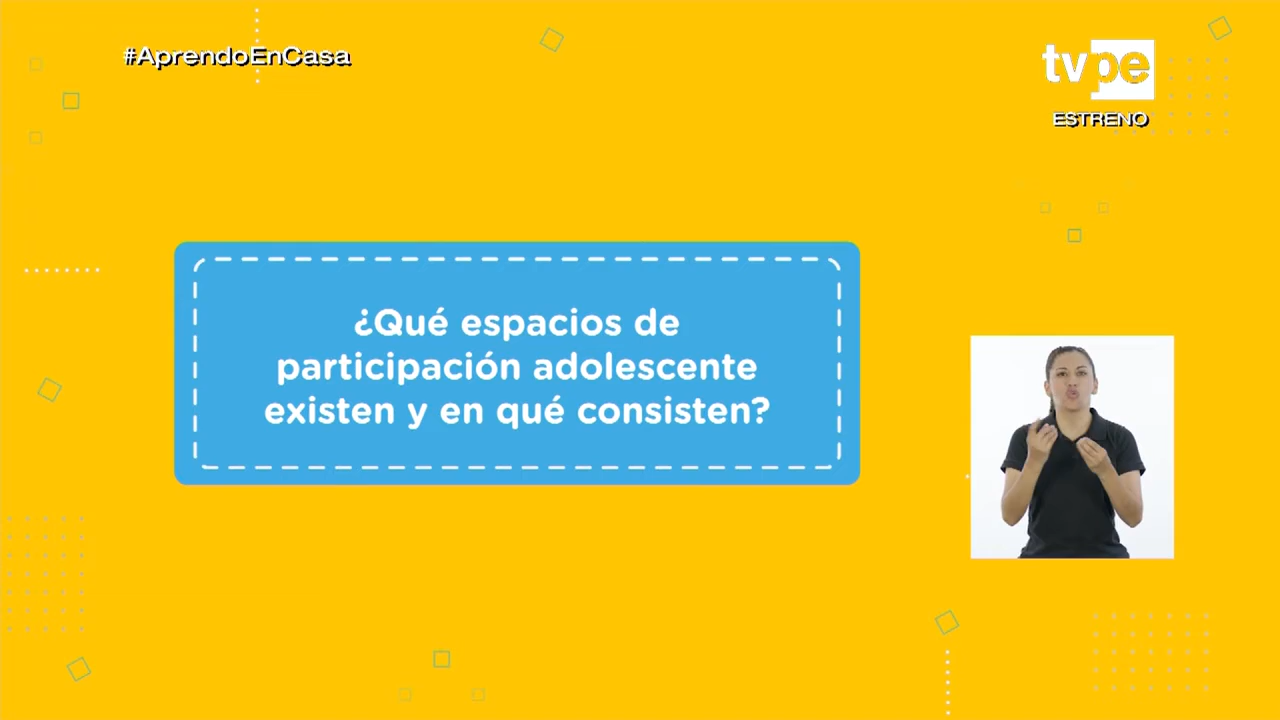 #AprendoEnCasa
tvpe
ESTRENO
¿Qué espacios de
participación adolescente
existen y en qué consisten?